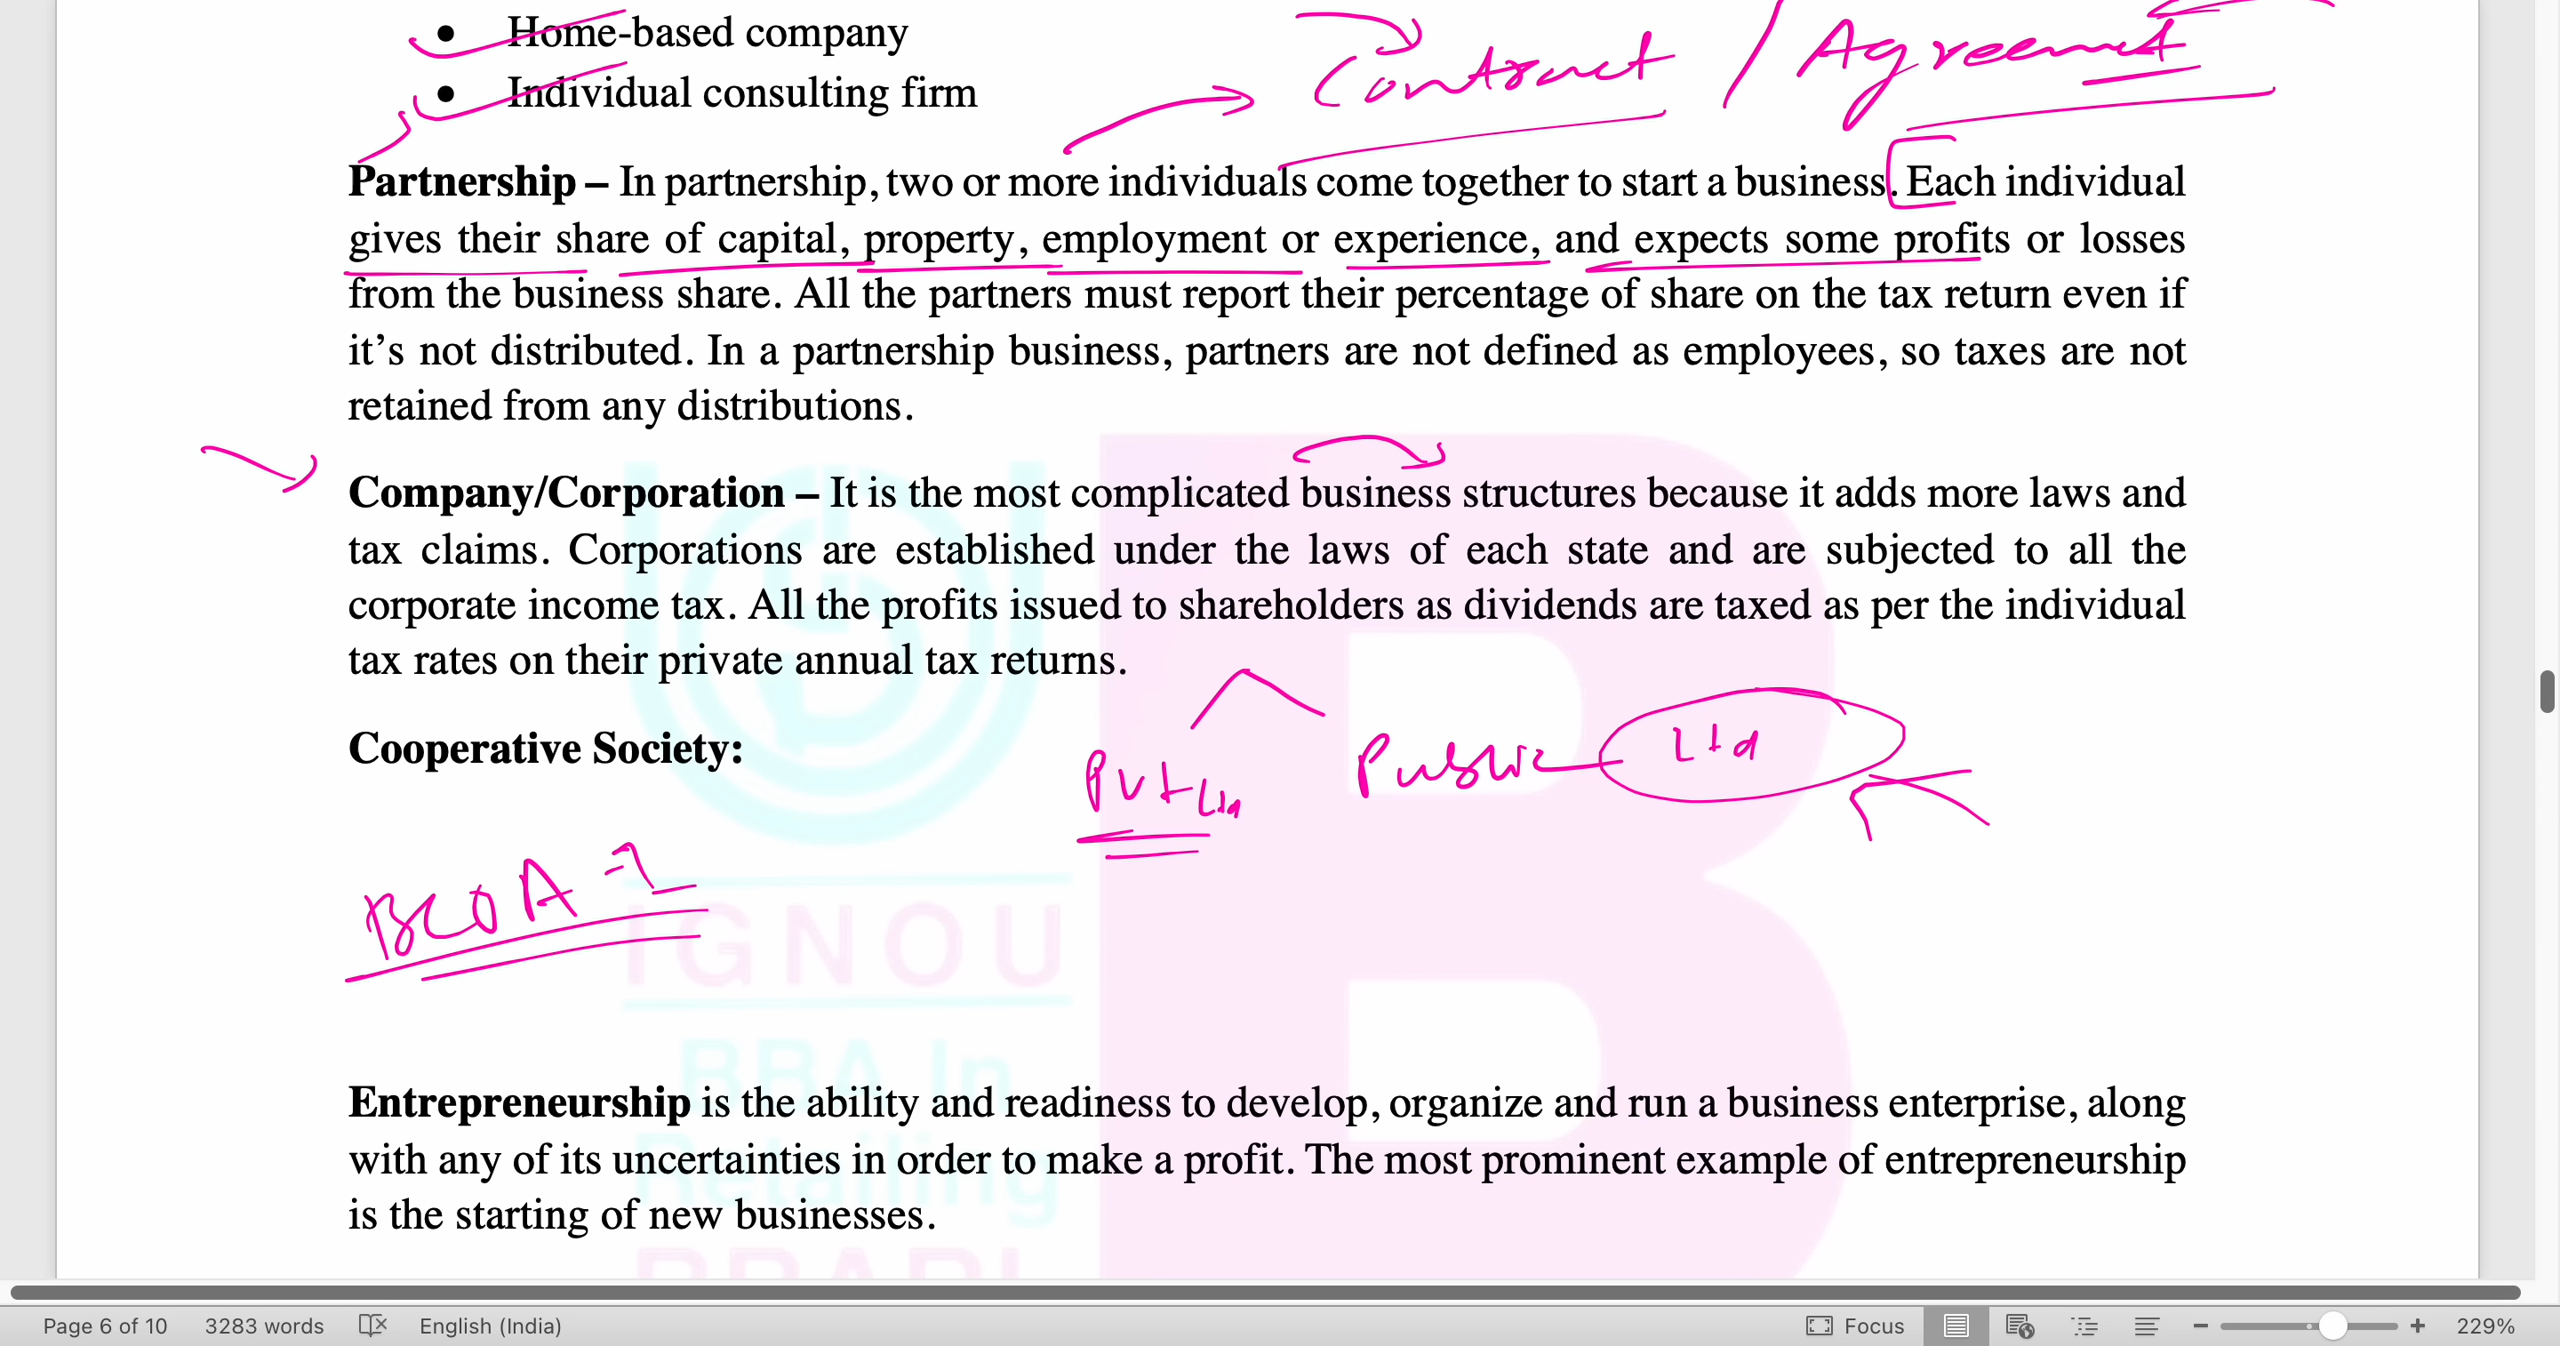 • Home-based company
• Individual consulting firm
Contract / Agreement
Partnership – In partnership, two or more individuals come together to start a business. Each individual
gives their share of capital, property, employment or experience, and expects some profits or losses
from the business share. All the partners must report their percentage of share on the tax return even if
it’s not distributed. In a partnership business, partners are not defined as employees, so taxes are not
retained from any distributions.
Company/Corporation – It is the most complicated business structures because it adds more laws and
tax claims. Corporations are established under the laws of each state and are subjected to all the
corporate income tax. All the profits issued to shareholders as dividends are taxed as per the individual
tax rates on their private annual tax returns.
Cooperative Society:
Pvt Ltd
Public Ltd
BCOA
IGNOU
BBA In
Retailing
BBARL
Entrepreneurship is the ability and readiness to develop, organize and run a business enterprise, along
with any of its uncertainties in order to make a profit. The most prominent example of entrepreneurship
is the starting of new businesses.
Page 6 of 10 3283 words English (India) Focus 229%